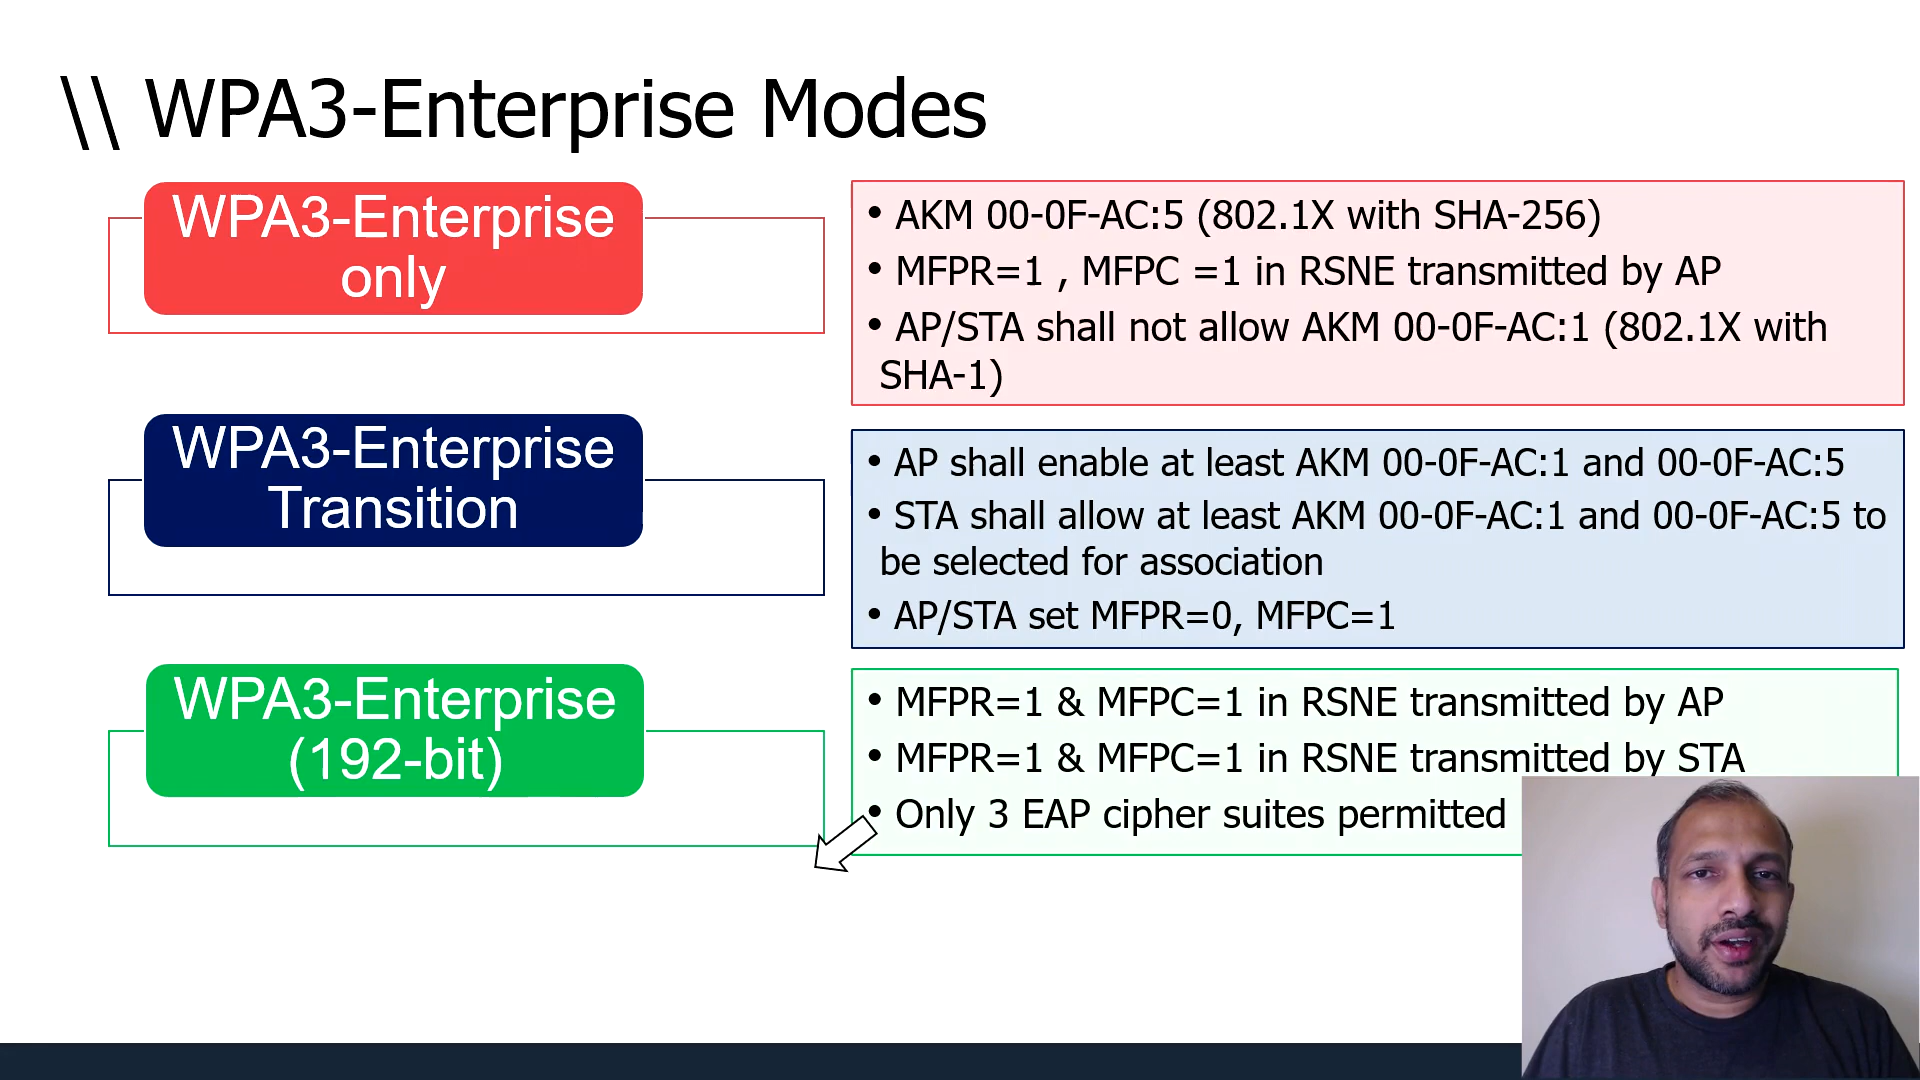 \\ WPA3-Enterprise Modes
WPA3-Enterprise
only
• AKM 00-0F-AC:5 (802.1X with SHA-256)
• MFPR=1 , MFPC =1 in RSNE transmitted by AP
• AP/STA shall not allow AKM 00-0F-AC:1 (802.1X with
SHA-1)
WPA3-Enterprise
Transition
• AP shall enable at least AKM 00-0F-AC:1 and 00-0F-AC:5
• STA shall allow at least AKM 00-0F-AC:1 and 00-0F-AC:5 to
be selected for association
• AP/STA set MFPR=0, MFPC=1
WPA3-Enterprise
(192-bit)
• MFPR=1 & MFPC=1 in RSNE transmitted by AP
• MFPR=1 & MFPC=1 in RSNE transmitted by STA
• Only 3 EAP cipher suites permitted